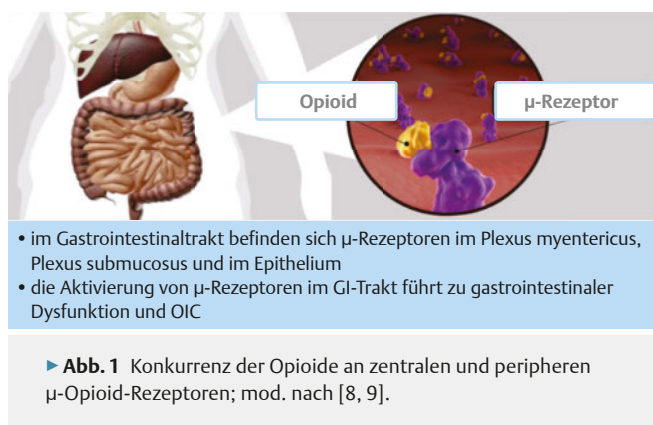 Opioid
µ-Rezeptor
• im Gastrointestinaltrakt befinden sich µ-Rezeptoren im Plexus myentericus,
Plexus submucosus und im Epithelium
• die Aktivierung von µ-Rezeptoren im GI-Trakt führt zu gastrointestinaler
Dysfunktion und OIC
▶ Abb. 1 Konkurrenz der Opioide an zentralen und peripheren
µ-Opioid-Rezeptoren; mod. nach [8, 9].